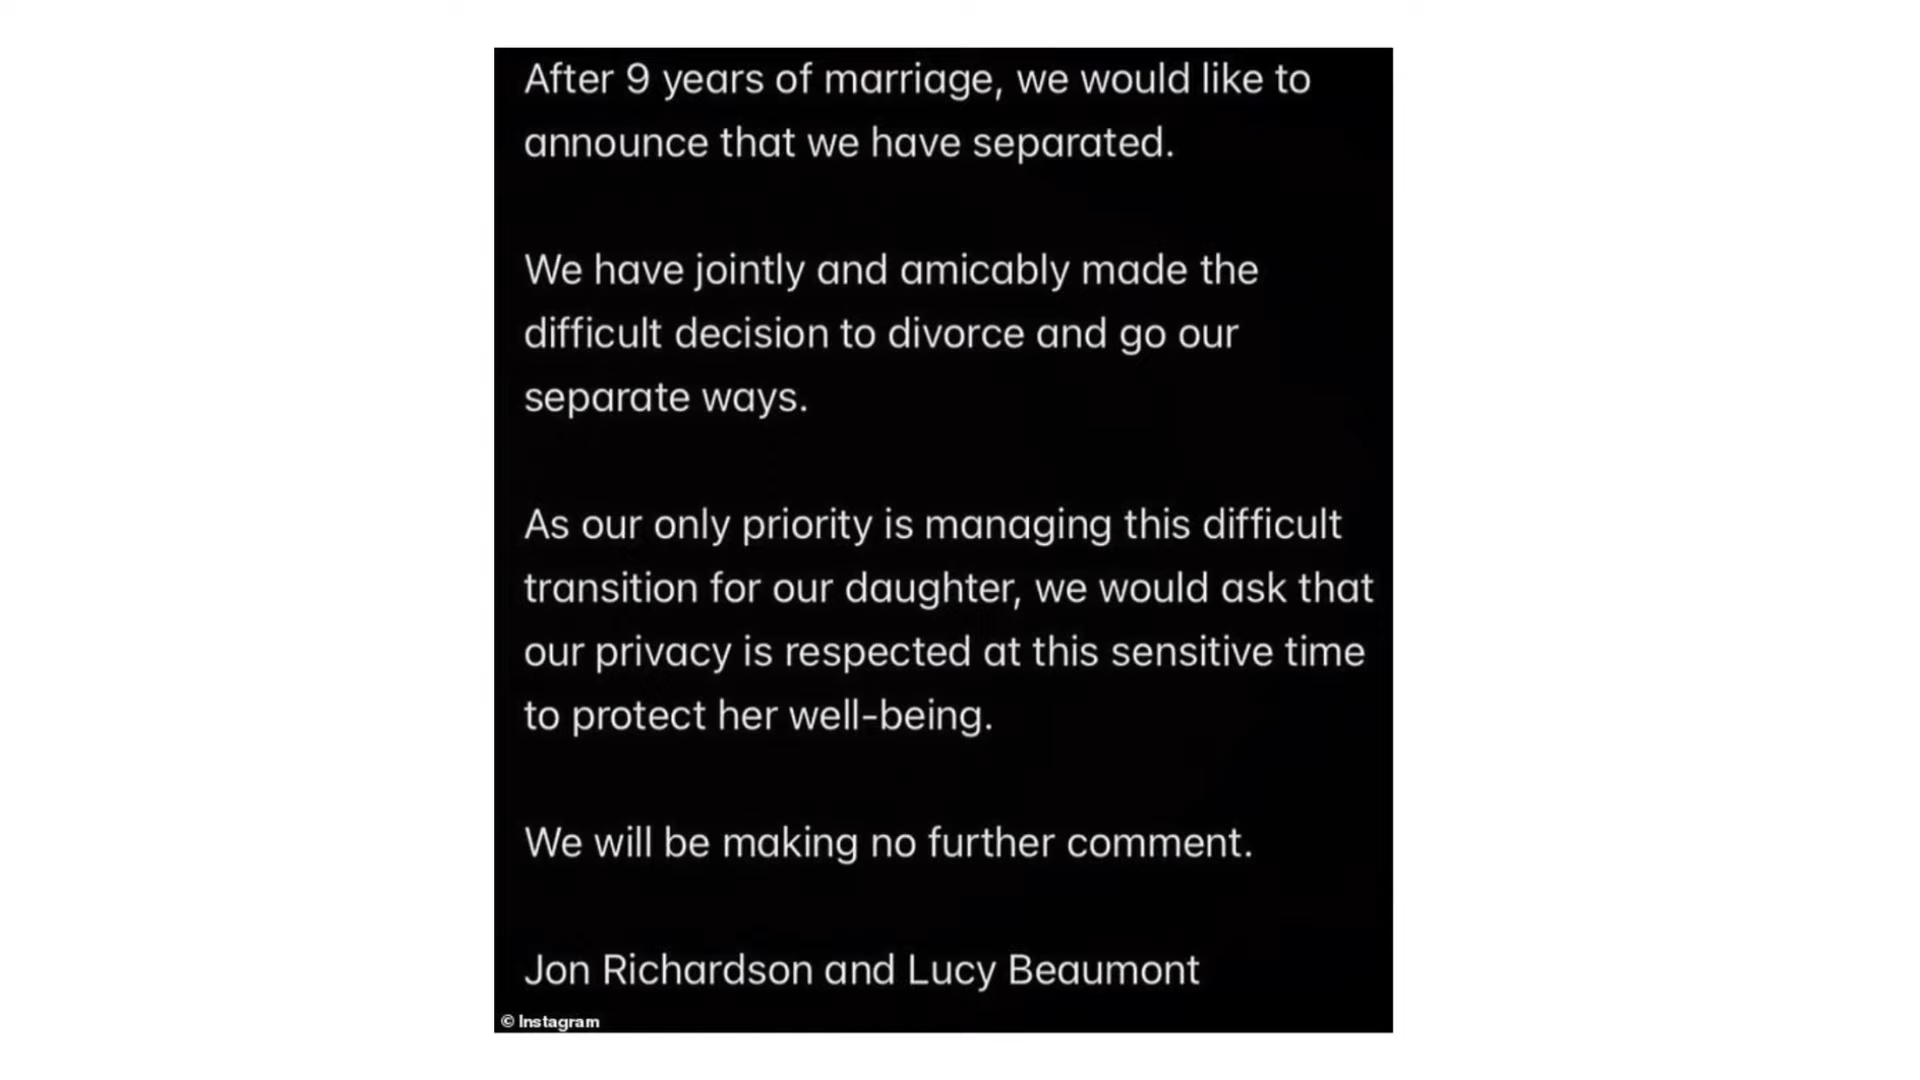 After 9 years of marriage, we would like to
announce that we have separated.
We have jointly and amicably made the
difficult decision to divorce and go our
separate ways.
As our only priority is managing this difficult
transition for our daughter, we would ask that
our privacy is respected at this sensitive time
to protect her well-being.
We will be making no further comment.
Jon Richardson and Lucy Beaumont
© Instagram